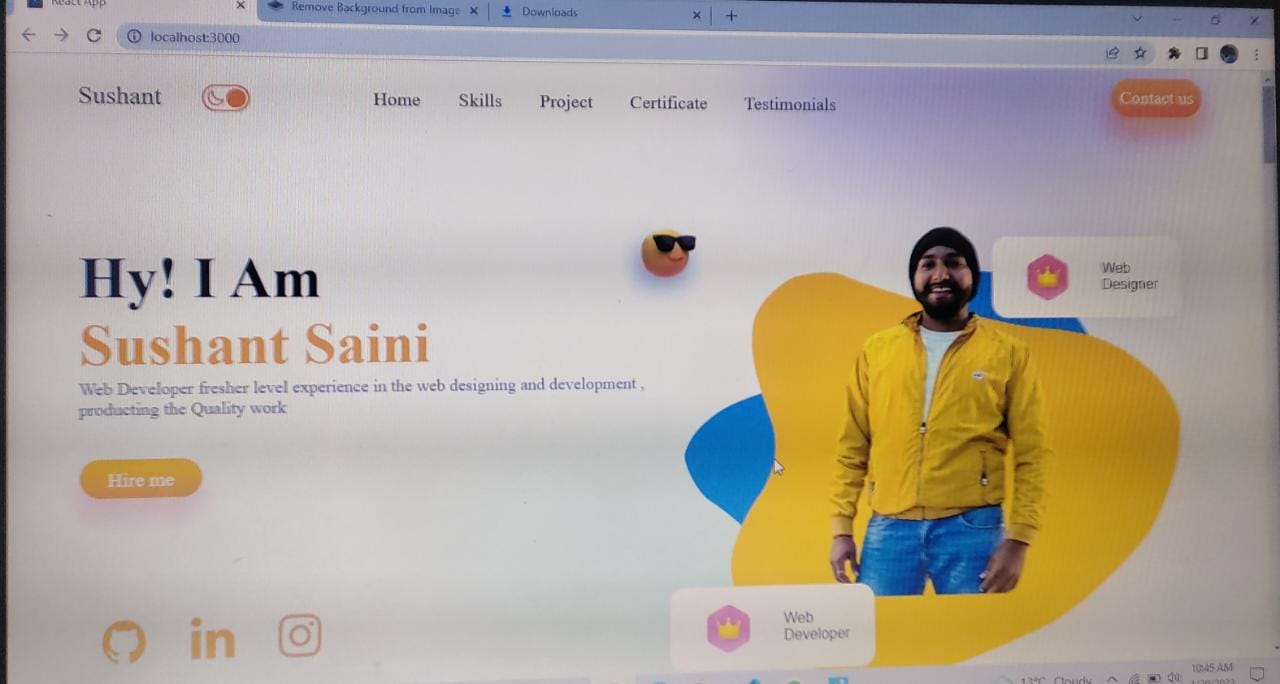 React App
Remove Background from Image
Downloads
localhost:3000
Sushant
Home
Skills
Project
Certificate
Testimonials
Contact us
Hy! I Am
Sushant Saini
Web Developer fresher level experience in the web designing and development ,
producting the Quality work
Hire me
Web
Designer
in
Web
Developer
13°C Cloudy
10:45 AM